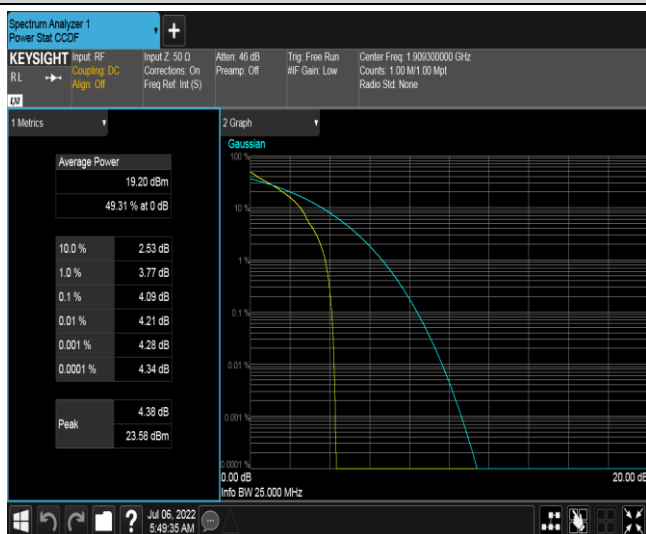 Spectrum Analyzer 1
Power Stat CCDF
+
KEYSIGHT
R L
LXI
Input: RF
Coupling: DC
Align: Off
Input Z: 50 Ω
Corrections: On
Freq Ref: Int (S)
Atten: 46 dB
Preamp: Off
Trig: Free Run
#IF Gain: Low
Center Freq: 1.909300000 GHz
Counts: 1.00 M/1.00 Mpt
Radio Std: None
1 Metrics
Average Power
19.20 dBm
49.31 % at 0 dB
10.0 % 2.53 dB
1.0 % 3.77 dB
0.1 % 4.09 dB
0.01 % 4.21 dB
0.001 % 4.28 dB
0.0001 % 4.34 dB
Peak
4.38 dB
23.58 dBm
2 Graph
Gaussian
100 %
10 %
1 %
0.1 %
0.01 %
0.001 %
0.0001 %
0.00 dB
20.00 dB
Info BW 25.000 MHz
?
Jul 06, 2022
5:49:35 AM